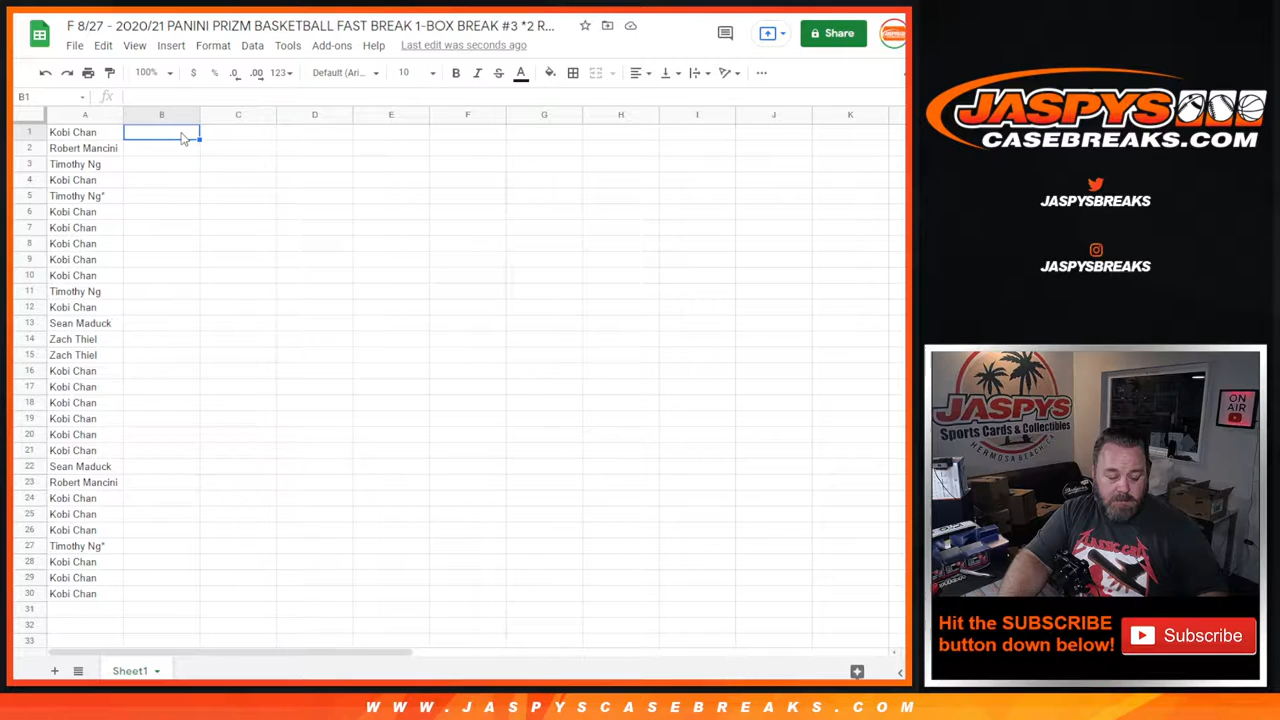 F 8/27 - 2020/21 PANINI PRIZM BASKETBALL FAST BREAK 1-BOX BREAK #3 *2 R...
File Edit View Insert Format Data Tools Add-ons Help Last edit was seconds ago
Share
100% $ % .0 .00 123 Default (Ari... 10 B I S A
B1 fx
A B C D E F G H I J K
1 Kobi Chan
2 Robert Mancini
3 Timothy Ng
4 Kobi Chan
5 Timothy Ng*
6 Kobi Chan
7 Kobi Chan
8 Kobi Chan
9 Kobi Chan
10 Kobi Chan
11 Timothy Ng
12 Kobi Chan
13 Sean Maduck
14 Zach Thiel
15 Zach Thiel
16 Kobi Chan
17 Kobi Chan
18 Kobi Chan
19 Kobi Chan
20 Kobi Chan
21 Kobi Chan
22 Sean Maduck
23 Robert Mancini
24 Kobi Chan
25 Kobi Chan
26 Kobi Chan
27 Timothy Ng*
28 Kobi Chan
29 Kobi Chan
30 Kobi Chan
31
32
33
Sheet1
JASPYS
CASEBREAKS.COM
JASPYSBREAKS
JASPYSBREAKS
JASPYS
Sports Cards & Collectibles
HERMOSA BEACH, CA
ON
AIR
Hit the SUBSCRIBE
button down below!
Subscribe
WWW.JASPYSCASEBREAKS.COM